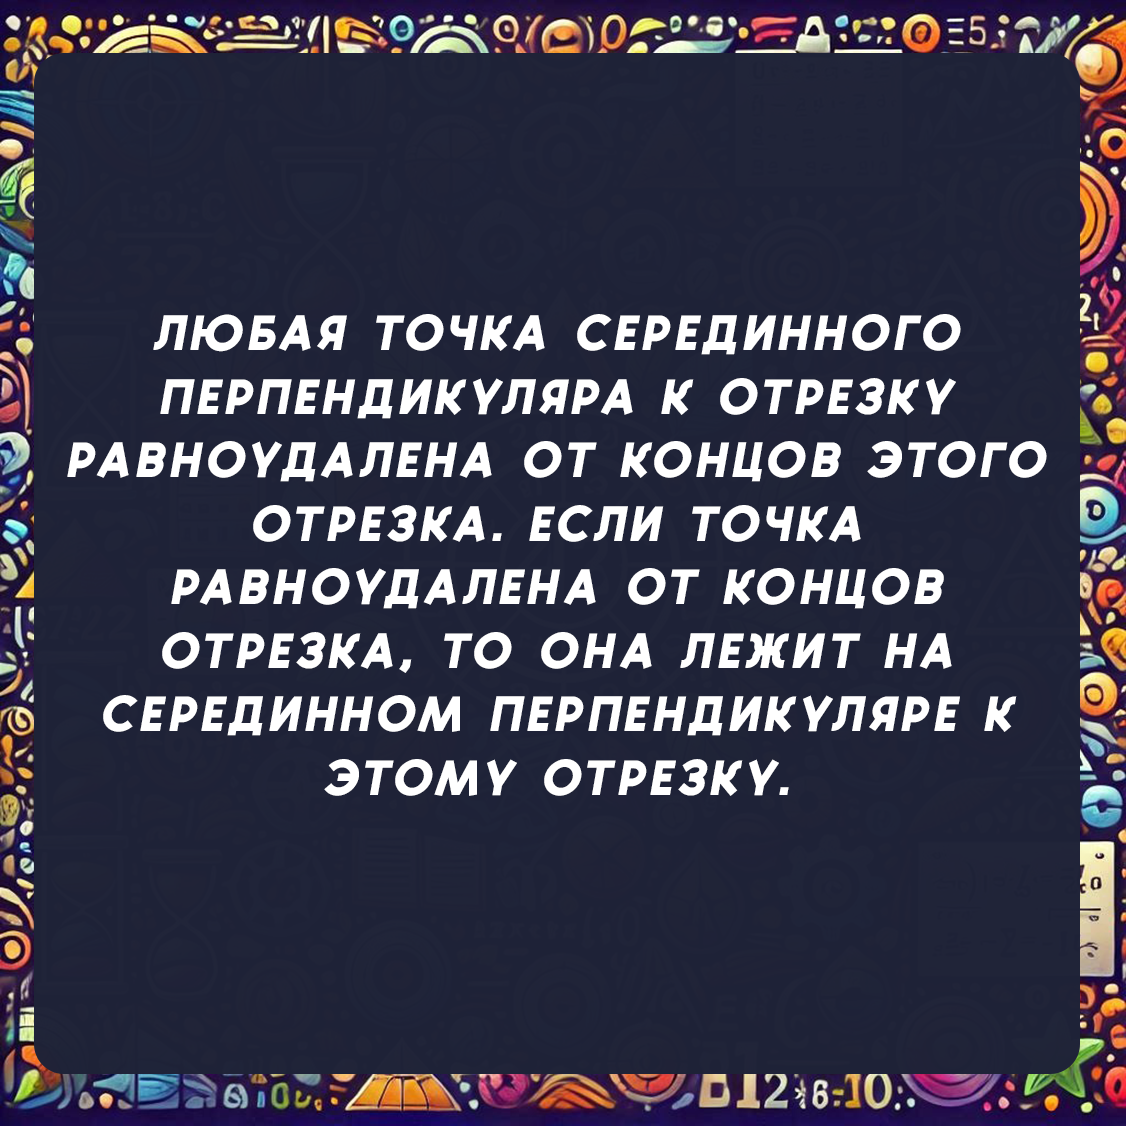 ЛЮБАЯ ТОЧКА СЕРЕДИННОГО
ПЕРПЕНДИКУЛЯРА К ОТРЕЗКУ
РАВНОУДАЛЕНА ОТ КОНЦОВ ЭТОГО
ОТРЕЗКА. ЕСЛИ ТОЧКА
РАВНОУДАЛЕНА ОТ КОНЦОВ
ОТРЕЗКА, ТО ОНА ЛЕЖИТ НА
СЕРЕДИННОМ ПЕРПЕНДИКУЛЯРЕ К
ЭТОМУ ОТРЕЗКУ.